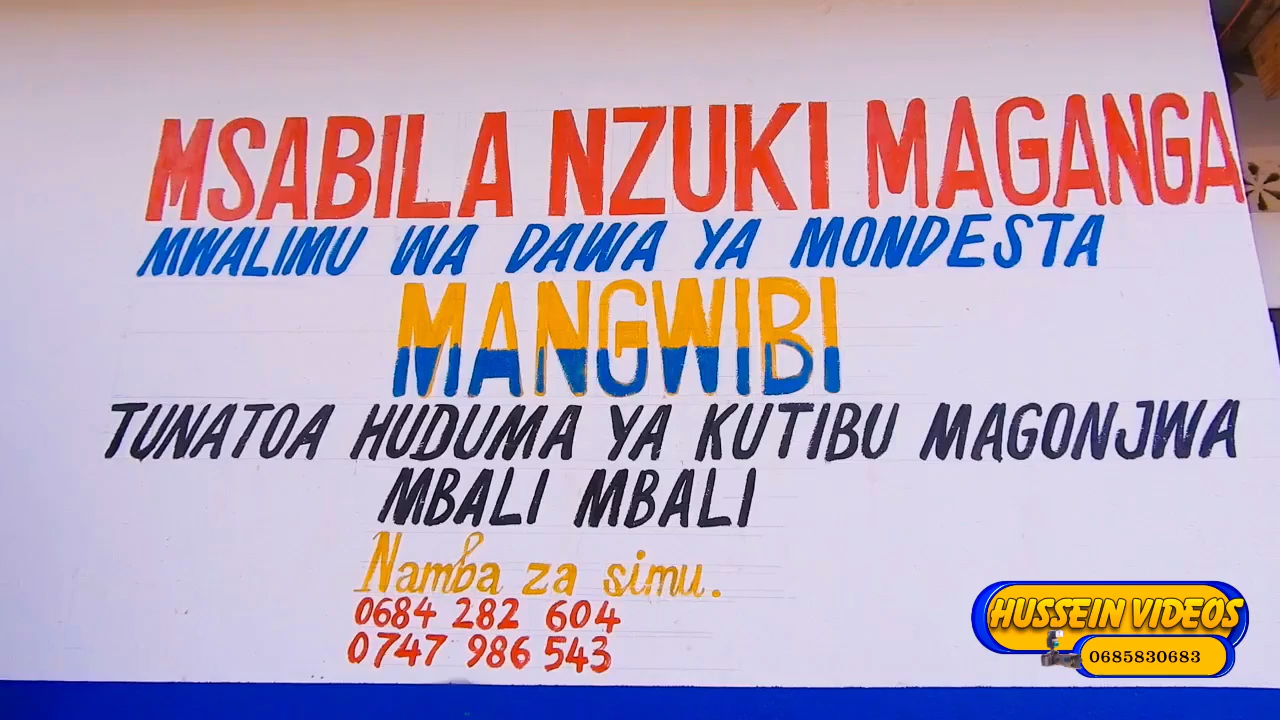 MSABILA NZUKI MAGANGA
MWALIMU WA DAWA YA MONDESTA
MANGWIBI
TUNATOA HUDUMA YA KUTIBU MAGONJWA
MBALI MBALI
Namba za simu.
0684 282 604
0747 986 543
HUSSEIN VIDEOS
0685830683